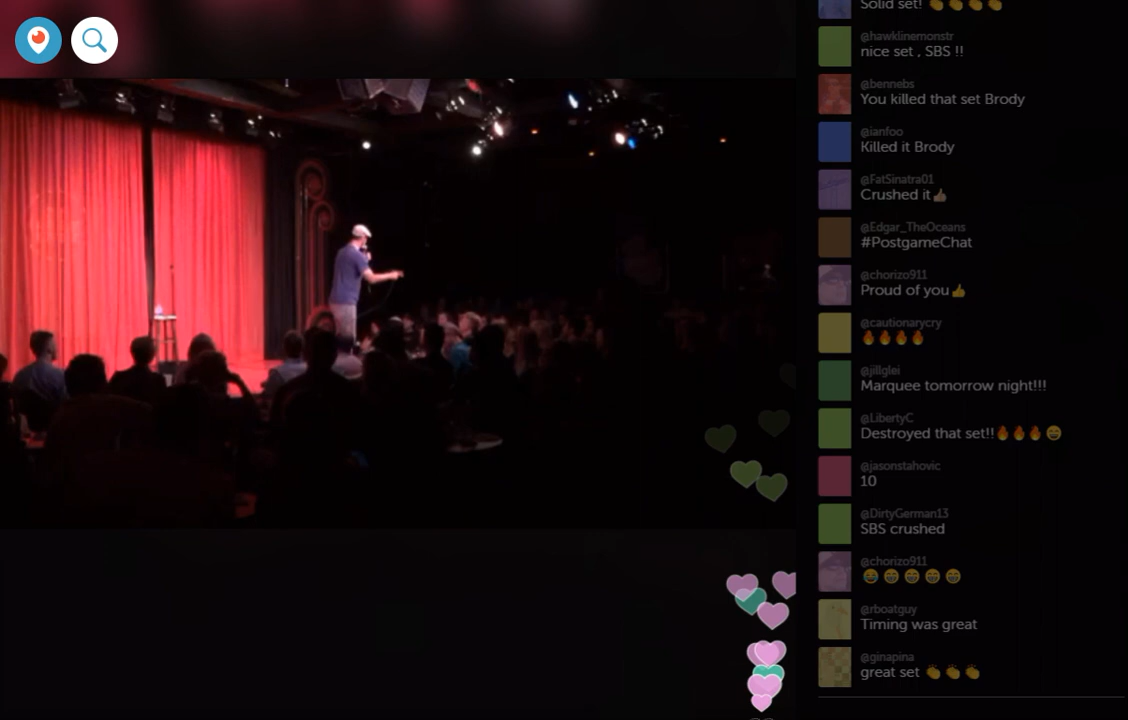 Solid set! 👏👏👏👏
@hawklinemonstr
nice set , SBS !!
@bennebs
You killed that set Brody
@ianfoo
Killed it Brody
@FatSinatra01
Crushed it👍
@Edgar_TheOceans
#PostgameChat
@chorizo911
Proud of you👍
@cautionarycry
🔥🔥🔥🔥
@jillglei
Marquee tomorrow night!!!
@LibertyC
Destroyed that set!!🔥🔥🔥😄
@jasonstahovic
10
@DirtyGerman13
SBS crushed
@chorizo911
😂😁😁😁😁
@rboatguy
Timing was great
@ginapina
great set 👏👏👏